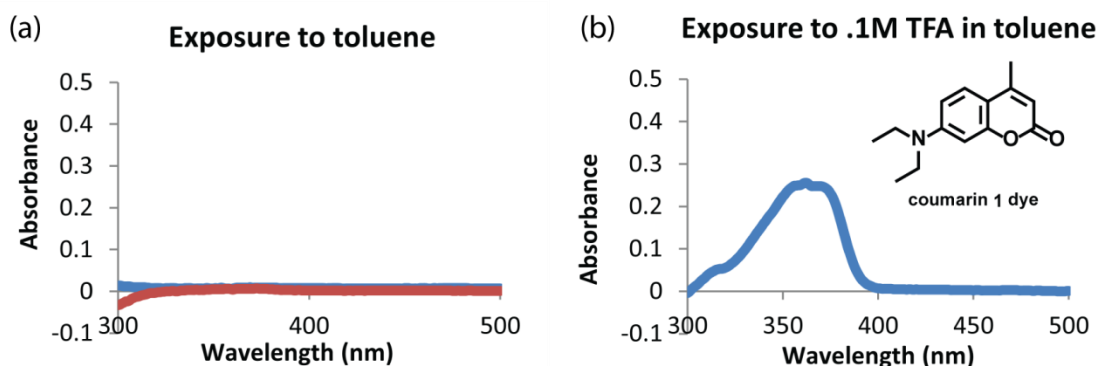 (a)
Exposure to toluene
Absorbance
0.5
0.4
0.3
0.2
0.1
0
-0.1
300
400
500
Wavelength (nm)
(b)
Exposure to .1M TFA in toluene
Absorbance
0.5
0.4
0.3
0.2
0.1
0
-0.1
300
350
400
450
500
Wavelength (nm)
N
O
O
coumarin 1 dye